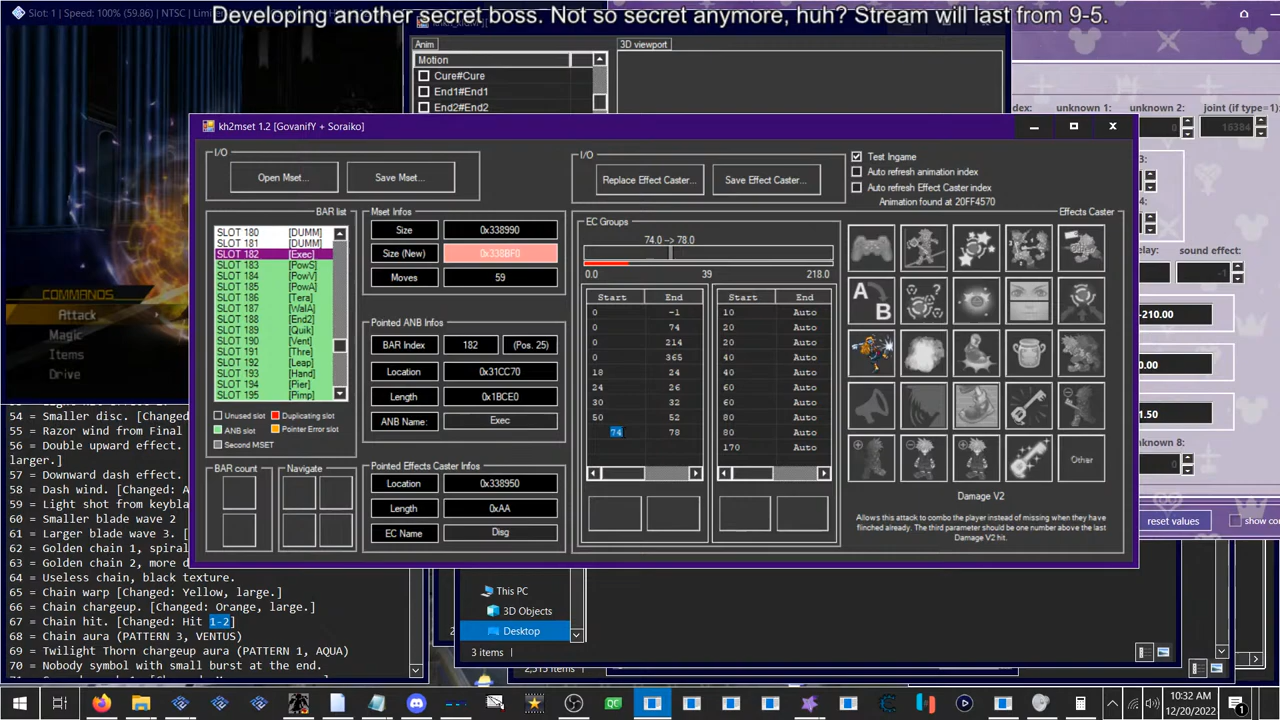 Slot: 1 | Speed: 100% (59.86) | NTSC | Limiter
Developing another secret boss. Not so secret anymore, huh? Stream will last from 9-5.
Anim
Motion
Cure#Cure
End1#End1
End2#End2
3D viewport
unknown 1:
unknown 2:
joint (if type=1):
0
16384
kh2mset 1.2 [GovanifY + Soraiko]
I/O
Open Mset...
Save Mset...
I/O
Replace Effect Caster...
Save Effect Caster...
Test Ingame
Auto refresh animation index
Auto refresh Effect Caster index
Animation found at 20FF4570
BAR list
SLOT 180 [DUMM]
SLOT 181 [DUMM]
SLOT 182 [Exec]
SLOT 183 [PowS]
SLOT 184 [PowV]
SLOT 185 [PowA]
SLOT 186 [Tera]
SLOT 187 [WalA]
SLOT 188 [End2]
SLOT 189 [Quik]
SLOT 190 [Vent]
SLOT 191 [Thre]
SLOT 192 [Leap]
SLOT 193 [Hand]
SLOT 194 [Pier]
SLOT 195 [Pimp]
Unused slot
Duplicating slot
ANB slot
Pointer Error slot
Second MSET
BAR count
Navigate
Mset Infos
Size 0x338990
Size (New) 0x338BF0
Moves 59
Pointed ANB Infos
BAR Index 182 (Pos. 25)
Location 0x31CC70
Length 0x1BCE0
ANB Name: Exec
Pointed Effects Caster Infos
Location 0x338950
Length 0xAA
EC Name Disg
EC Groups
74.0 -> 78.0
0.0 39 218.0
Start End
0 -1
0 74
0 214
0 365
18 24
24 26
30 32
50 52
74 78
Start End
10 Auto
20 Auto
40 Auto
40 Auto
60 Auto
60 Auto
80 Auto
80 Auto
170 Auto
Effects Caster
A
B
Other
Damage V2
Allows this attack to combo the player instead of missing when they have
flinched already. The third parameter should be one number above the last
Damage V2 hit.
sound effect:
-1
-210.00
0.00
1.50
unknown 8:
0
reset values
COMMANDS
Attack
Magic
Items
Drive
54 = Smaller disc. [Changed
55 = Razor wind from Final
56 = Double upward effect.
larger.]
57 = Downward dash effect.
58 = Dash wind. [Changed: A
59 = Light shot from keybla
60 = Smaller blade wave 2
61 = Larger blade wave 3. [
62 = Golden chain 1, spiral
63 = Golden chain 2, more d
64 = Useless chain, black texture.
65 = Chain warp [Changed: Yellow, large.]
66 = Chain chargeup. [Changed: Orange, large.]
67 = Chain hit. [Changed: Hit 1-2]
68 = Chain aura (PATTERN 3, VENTUS)
69 = Twilight Thorn chargeup aura (PATTERN 1, AQUA)
70 = Nobody symbol with small burst at the end.
This PC
3D Objects
Desktop
3 items
10:32 AM
12/20/2022